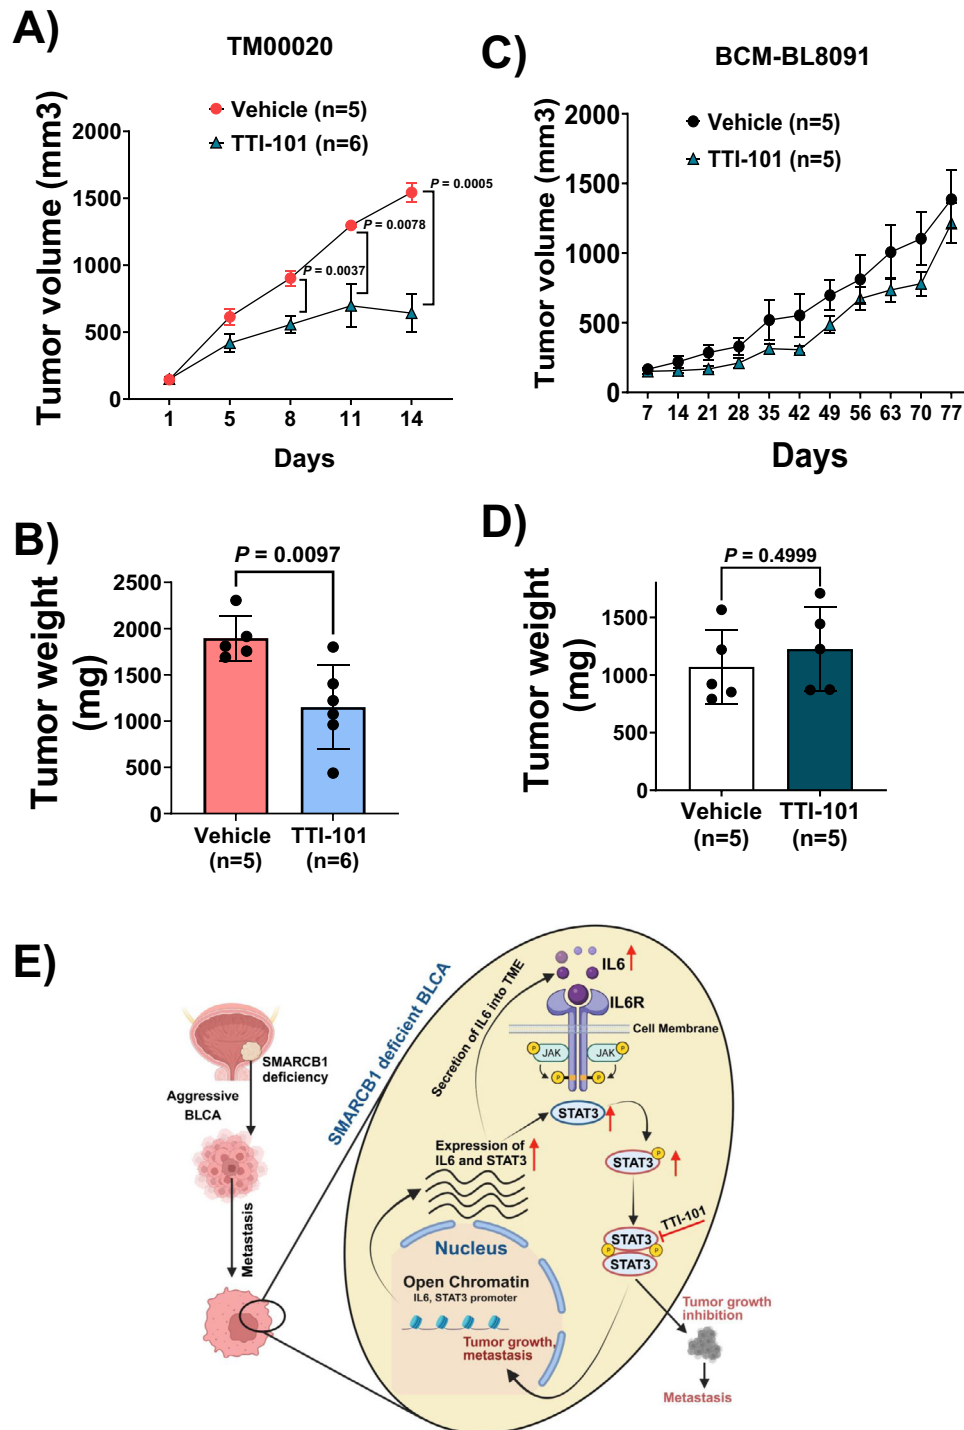 A)
TM00020
Vehicle (n=5)
TTI-101 (n=6)
Tumor volume (mm3)
2000
1500
1000
500
0
P = 0.0005
P = 0.0078
P = 0.0037
1 5 8 11 14
Days
C)
BCM-BL8091
Vehicle (n=5)
TTI-101 (n=5)
Tumor volume (mm3)
2000
1500
1000
500
0
7 14 21 28 35 42 49 56 63 70 77
Days
B)
P = 0.0097
Tumor weight
(mg)
2500
2000
1500
1000
500
0
Vehicle
(n=5)
TTI-101
(n=6)
D)
P = 0.4999
Tumor weight
(mg)
1500
1000
500
0
Vehicle
(n=5)
TTI-101
(n=5)
E)
SMARCB1
deficiency
Aggressive
BLCA
Metastasis
SMARCB1 deficient BLCA
Secretion of IL6 into TME
IL6
IL6R
Cell Membrane
P
JAK
JAK
P
P
P
STAT3
Expression of
IL6 and STAT3
P
STAT3
TTI-101
STAT3
P
P
STAT3
Nucleus
Open Chromatin
IL6, STAT3 promoter
Tumor growth,
metastasis
Tumor growth
inhibition
Metastasis